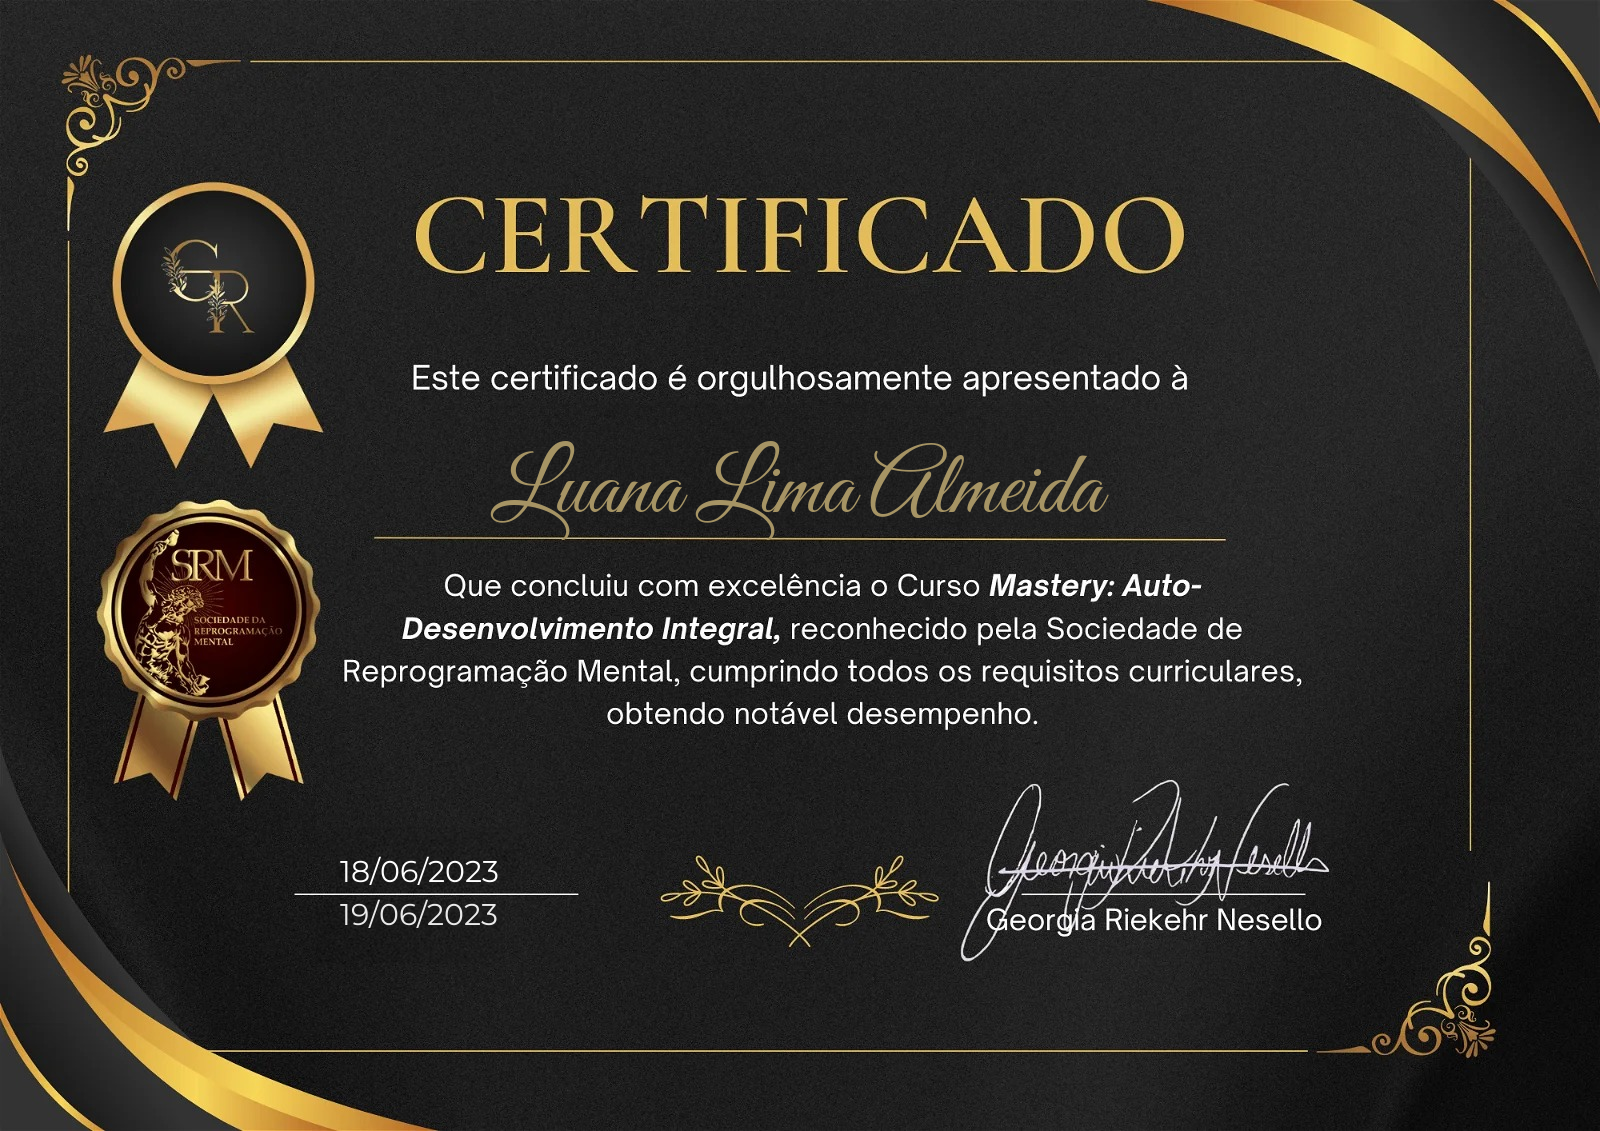 CERTIFICADO
GR
Este certificado é orgulhosamente apresentado à
Luana Lima Almeida
SRM
SOCIEDADE DA
REPROGRAMAÇÃO
MENTAL
Que concluiu com excelência o Curso Mastery: Auto-
Desenvolvimento Integral, reconhecido pela Sociedade de
Reprogramação Mental, cumprindo todos os requisitos curriculares,
obtendo notável desempenho.
18/06/2023
19/06/2023
Georgia Riekehr Nesello
Georgia Riekehr Nesello